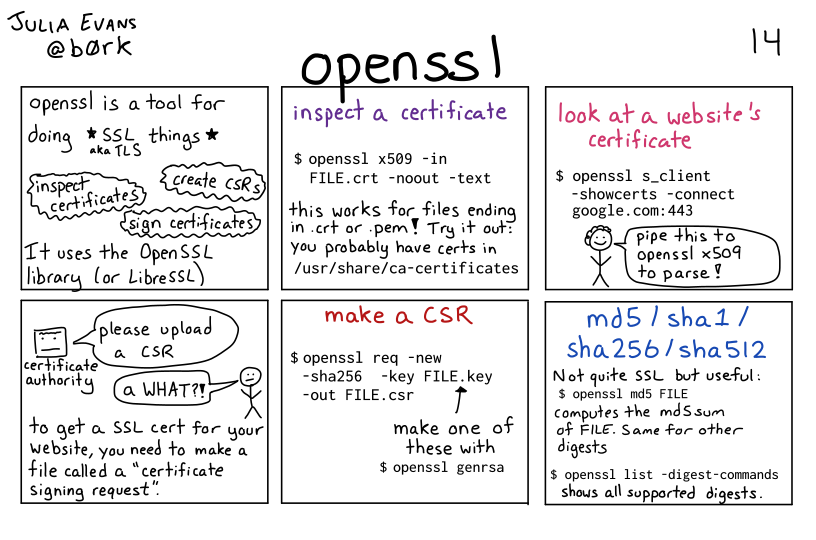 JULIA EVANS
@b0rk
14
openssl
openssl is a tool for
doing ★ SSL things ★
aka TLS
inspect
certificates
create CSRs
sign certificates
It uses the OpenSSL
library (or LibreSSL)
inspect a certificate
$ openssl x509 -in
FILE.crt -noout -text
this works for files ending
in .crt or .pem! Try it out:
you probably have certs in
/usr/share/ca-certificates
look at a website's
certificate
$ openssl s_client
-showcerts -connect
google.com:443
pipe this to
openssl x509
to parse!
please upload
a CSR
certificate
authority
a WHAT?!
to get a SSL cert for your
website, you need to make a
file called a "certificate
signing request".
make a CSR
$ openssl req -new
-sha256 -key FILE.key
-out FILE.csr
make one of
these with
$ openssl genrsa
md5/sha1/
sha256/sha512
Not quite SSL but useful:
$ openssl md5 FILE
computes the md5sum
of FILE. Same for other
digests
$ openssl list -digest-commands
shows all supported digests.